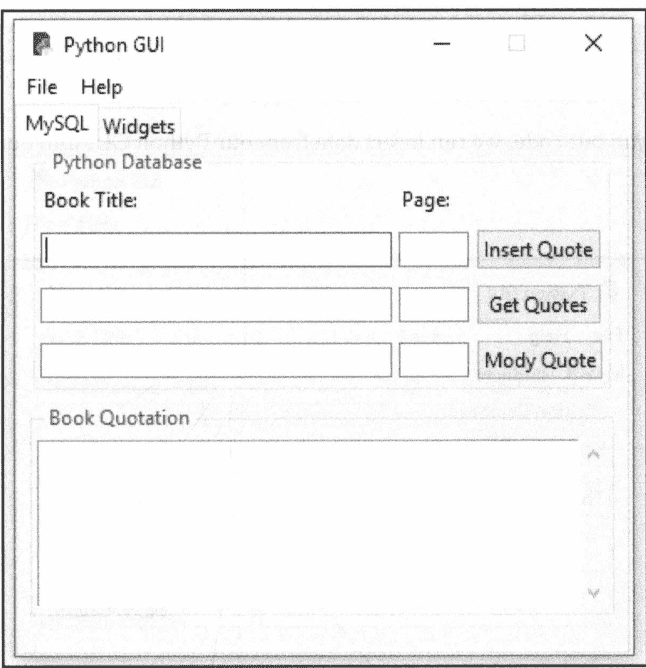 Python GUI
File Help
MySQL Widgets
Python Database
Book Title: Page:
Insert Quote
Get Quotes
Mody Quote
Book Quotation